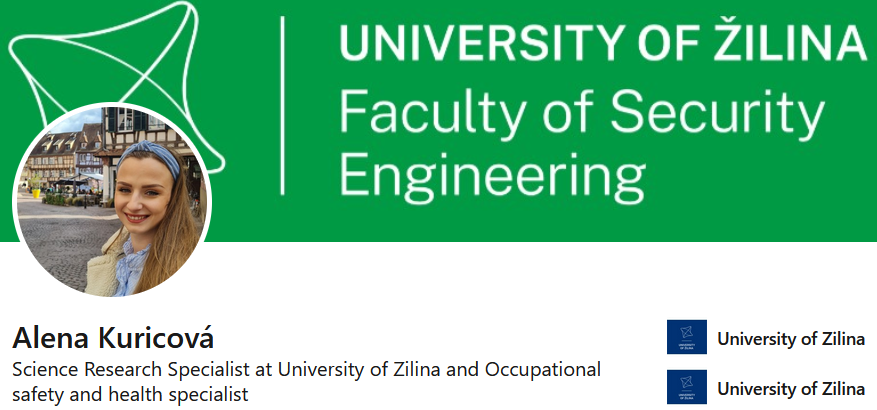 UNIVERSITY OF ŽILINA
Faculty of Security
Engineering
Alena Kuricová
Science Research Specialist at University of Zilina and Occupational
safety and health specialist
University of Zilina
University of Zilina